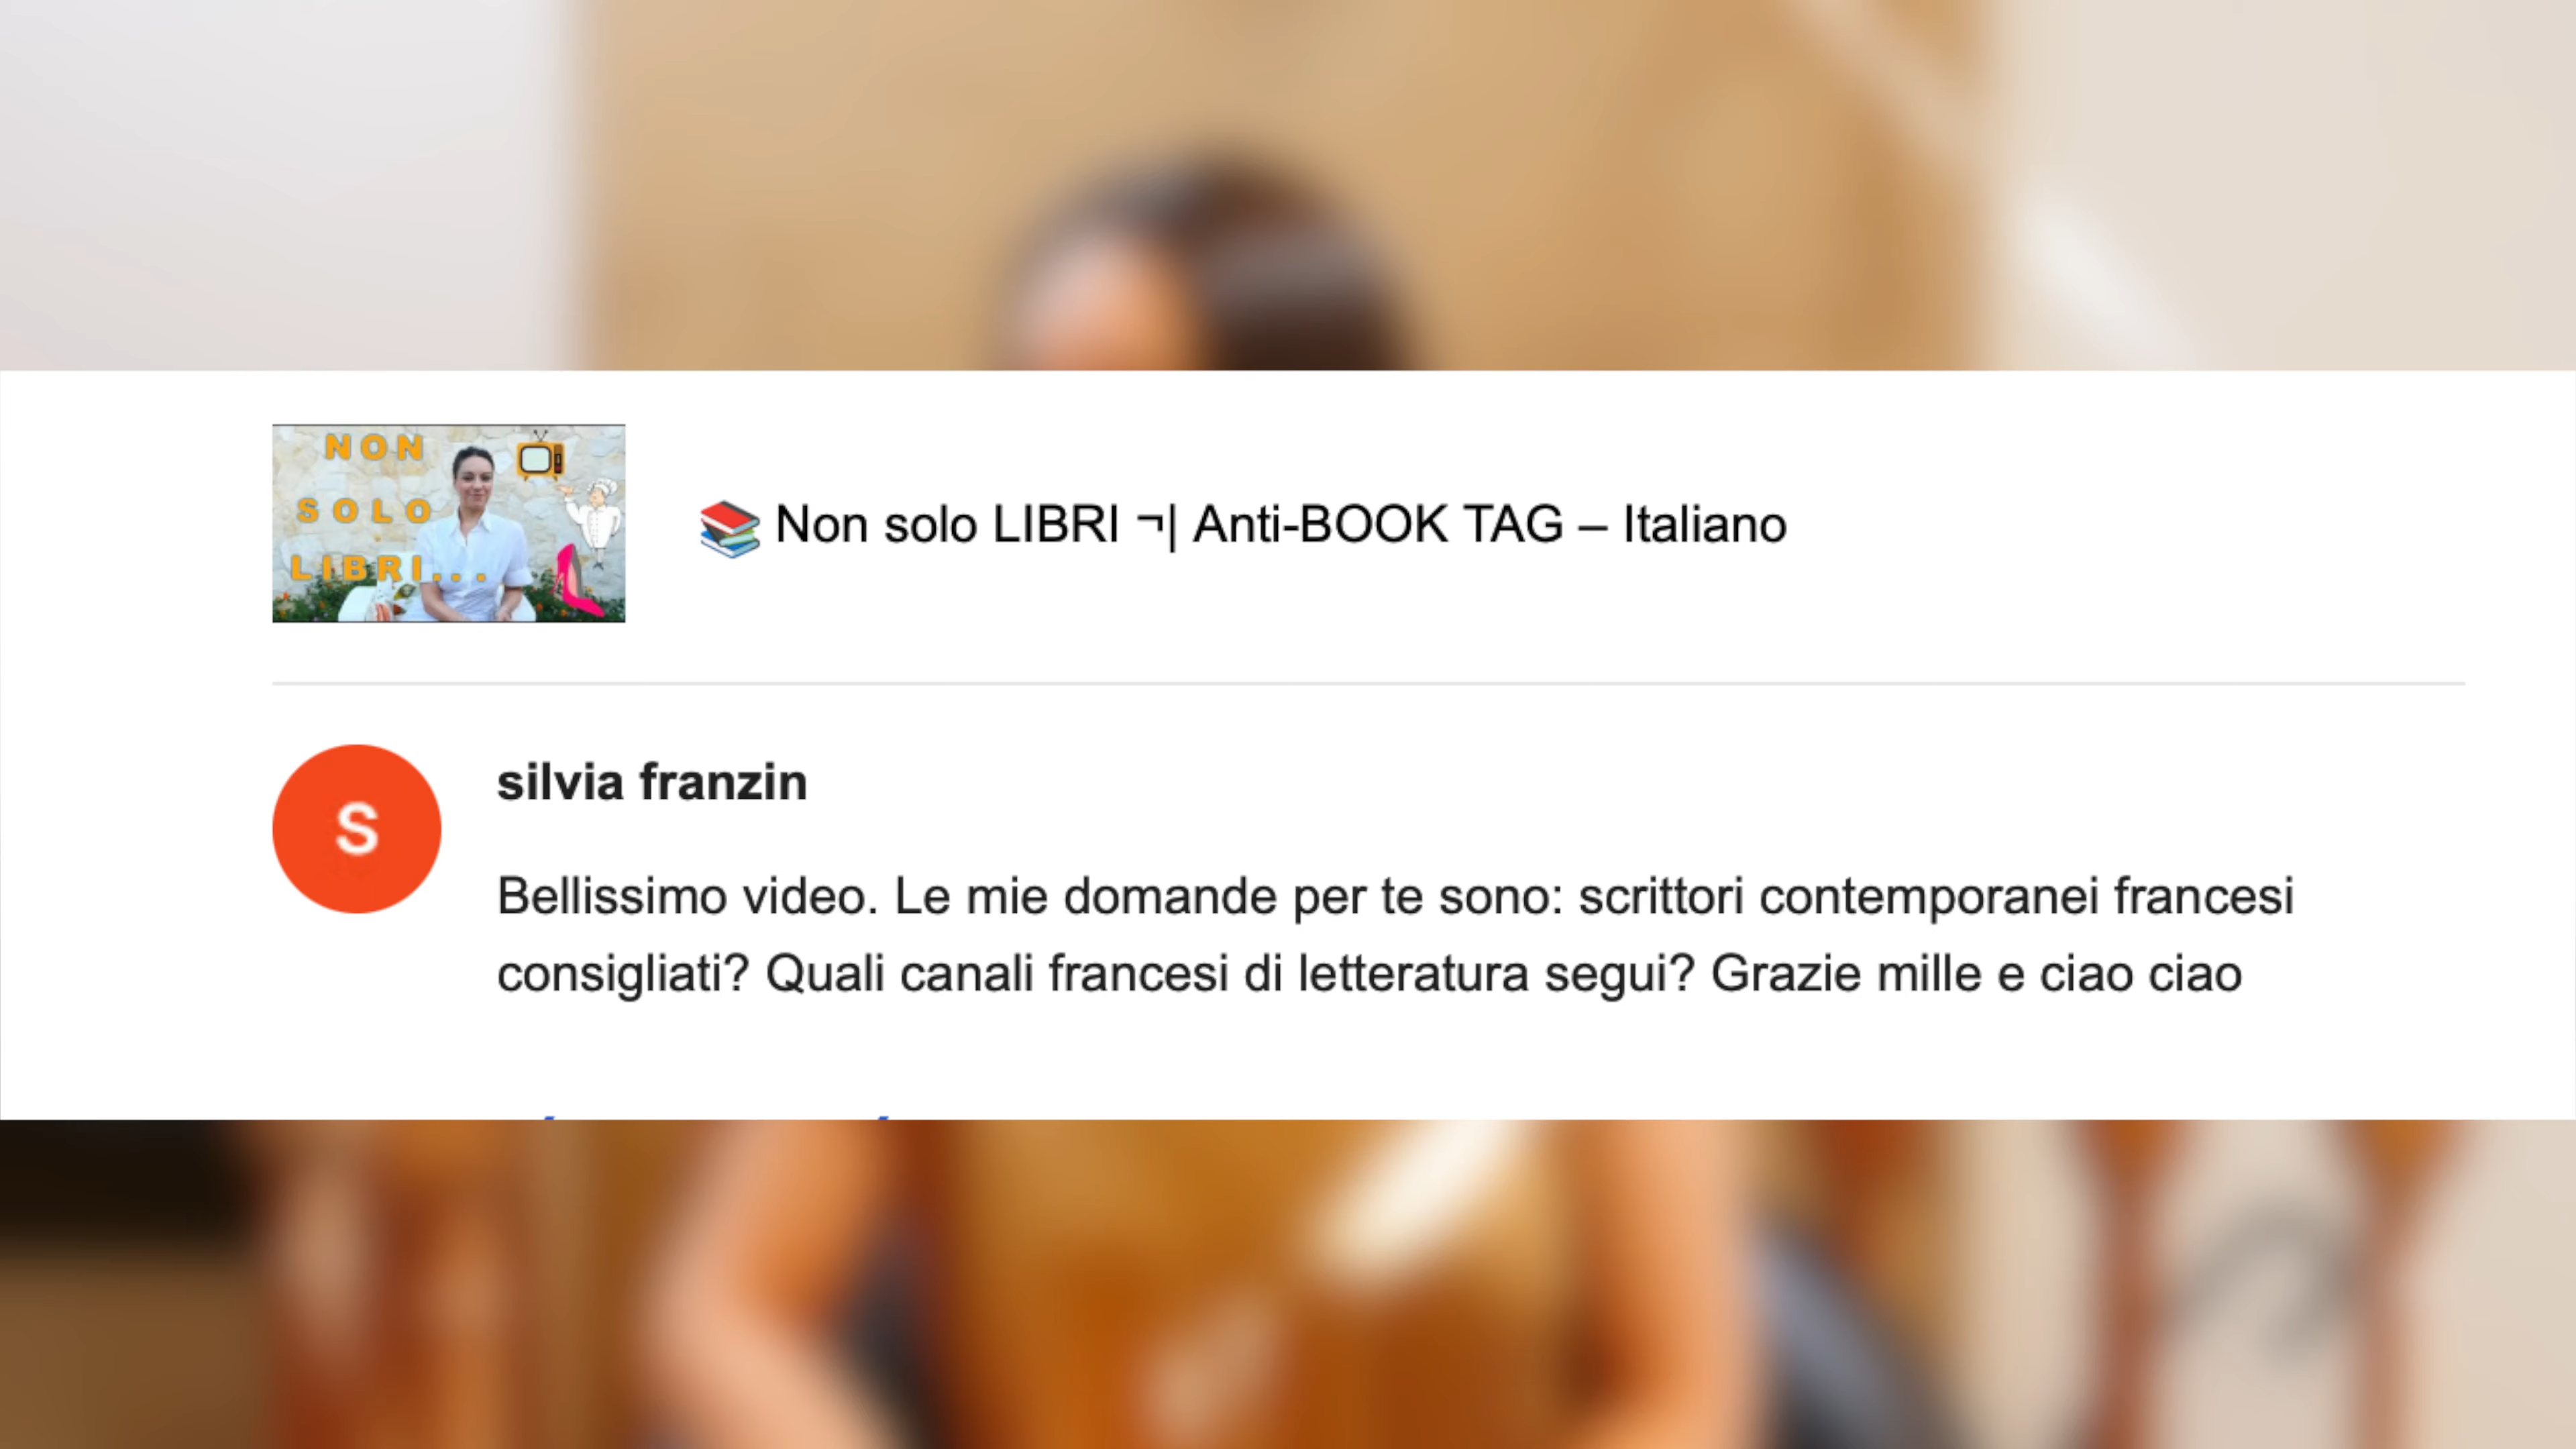 NON
SOLO
LIBRI...
📚 Non solo LIBRI ¬| Anti-BOOK TAG – Italiano
S
silvia franzin
Bellissimo video. Le mie domande per te sono: scrittori contemporanei francesi
consigliati? Quali canali francesi di letteratura segui? Grazie mille e ciao ciao